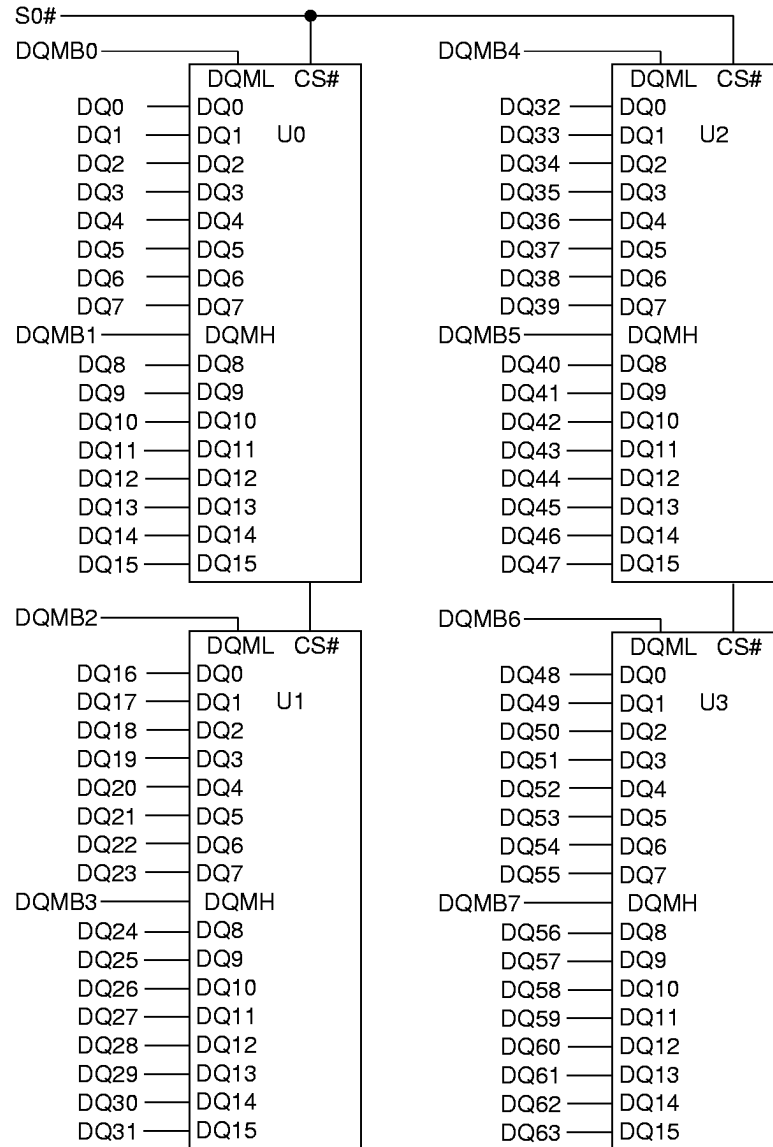 S0#
DQMB0
DQML CS#
DQ0 DQ0
DQ1 DQ1 U0
DQ2 DQ2
DQ3 DQ3
DQ4 DQ4
DQ5 DQ5
DQ6 DQ6
DQ7 DQ7
DQMB1 DQMH
DQ8 DQ8
DQ9 DQ9
DQ10 DQ10
DQ11 DQ11
DQ12 DQ12
DQ13 DQ13
DQ14 DQ14
DQ15 DQ15
DQMB2
DQML CS#
DQ16 DQ0
DQ17 DQ1 U1
DQ18 DQ2
DQ19 DQ3
DQ20 DQ4
DQ21 DQ5
DQ22 DQ6
DQ23 DQ7
DQMB3 DQMH
DQ24 DQ8
DQ25 DQ9
DQ26 DQ10
DQ27 DQ11
DQ28 DQ12
DQ29 DQ13
DQ30 DQ14
DQ31 DQ15
DQMB4
DQML CS#
DQ32 DQ0
DQ33 DQ1 U2
DQ34 DQ2
DQ35 DQ3
DQ36 DQ4
DQ37 DQ5
DQ38 DQ6
DQ39 DQ7
DQMB5 DQMH
DQ40 DQ8
DQ41 DQ9
DQ42 DQ10
DQ43 DQ11
DQ44 DQ12
DQ45 DQ13
DQ46 DQ14
DQ47 DQ15
DQMB6
DQML CS#
DQ48 DQ0
DQ49 DQ1 U3
DQ50 DQ2
DQ51 DQ3
DQ52 DQ4
DQ53 DQ5
DQ54 DQ6
DQ55 DQ7
DQMB7 DQMH
DQ56 DQ8
DQ57 DQ9
DQ58 DQ10
DQ59 DQ11
DQ60 DQ12
DQ61 DQ13
DQ62 DQ14
DQ63 DQ15